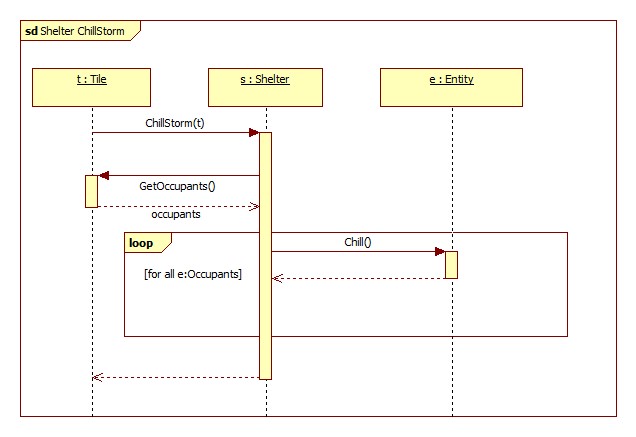 sd Shelter ChillStorm
t : Tile
s : Shelter
e : Entity
ChillStorm(t)
GetOccupants()
occupants
loop
Chill()
[for all e:Occupants]